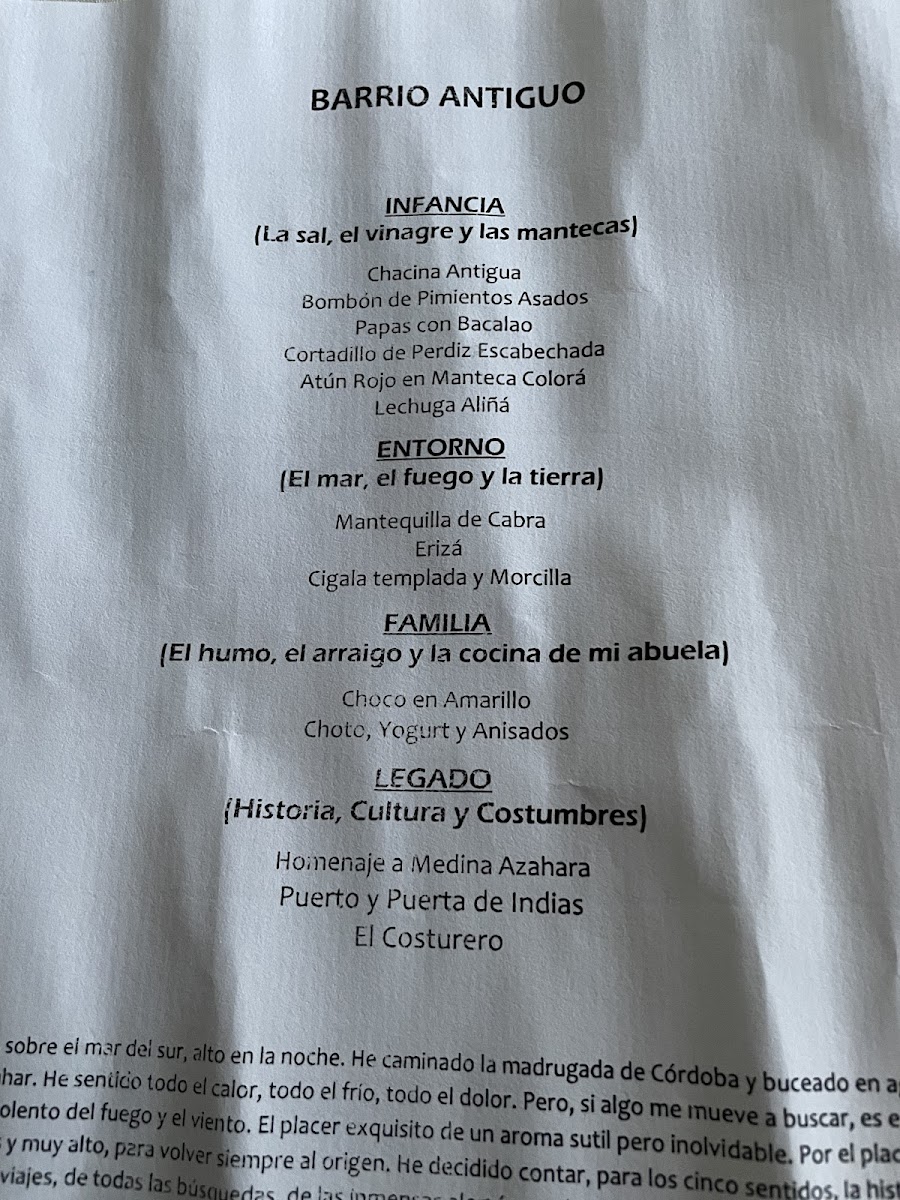 BARRIO ANTIGUO
INFANCIA
(La sal, el vinagre y las mantecas)
Chacina Antigua
Bombón de Pimientos Asados
Papas con Bacalao
Cortadillo de Perdiz Escabechada
Atún Rojo en Manteca Colorá
Lechuga Aliñá
ENTORNO
(El mar, el fuego y la tierra)
Mantequilla de Cabra
Erizá
Cigala templada y Morcilla
FAMILIA
(El humo, el arraigo y la cocina de mi abuela)
Choco en Amarillo
Choto, Yogurt y Anisados
LEGADO
(Historia, Cultura y Costumbres)
Homenaje a Medina Azahara
Puerto y Puerta de Indias
El Costurero
sobre el mar del sur, alto en la noche. He caminado la madrugada de Córdoba y buceado en
har. He sentido todo el calor, todo el frío, todo el dolor. Pero, si algo me mueve a buscar, es
olento del fuego y el viento. El placer exquisito de un aroma sutil pero inolvidable. Por el
y muy alto, para volver siempre al origen. He decidido contar, para los cinco sentidos, la
viajes, de todas las búsquedas, de las